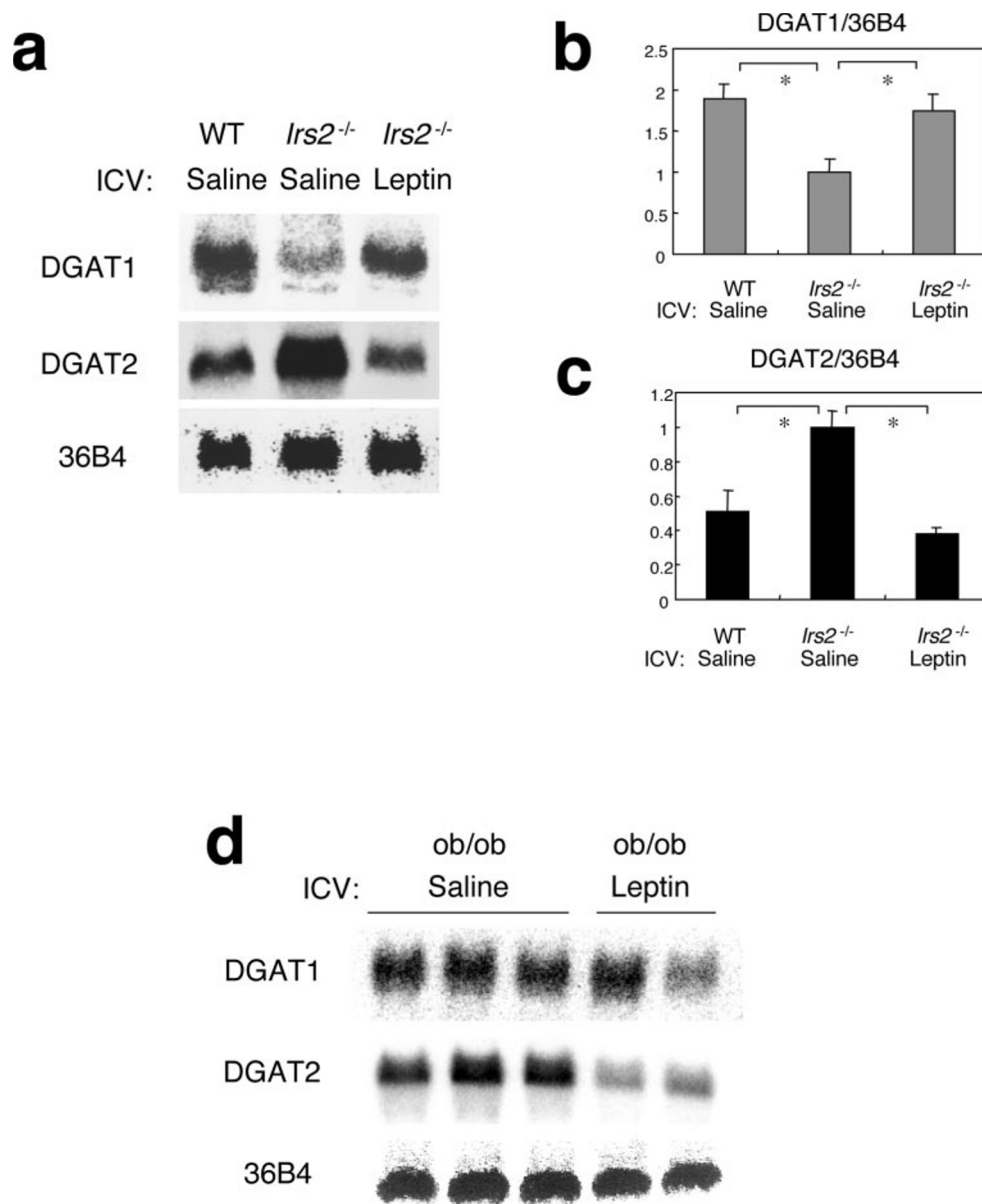 a
WT Irs2 -/- Irs2 -/-
ICV: Saline Saline Leptin
DGAT1
DGAT2
36B4
b
DGAT1/36B4
2.5
2
1.5
1
0.5
0
* *
WT Irs2 -/- Irs2 -/-
ICV: Saline Saline Leptin
c
DGAT2/36B4
1.2
1
0.8
0.6
0.4
0.2
0
* *
WT Irs2 -/- Irs2 -/-
ICV: Saline Saline Leptin
d
ob/ob ob/ob
ICV: Saline Leptin
DGAT1
DGAT2
36B4